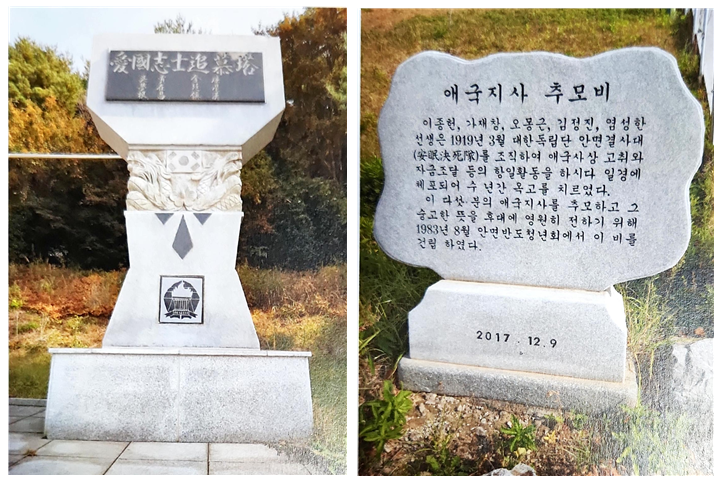 愛國志士追慕塔
애국지사 추모비
이종헌, 가재창, 오몽근, 김정진, 염성한
선생은 1919년 3월 대한독립단 안면결사대
(安眠決死隊)를 조직하여 애국사상 고취와
자금조달 등의 항일활동을 하시다 일경에
체포되어 수 년간 옥고를 치르었다.
이 다섯 분의 애국지사를 추모하고 그
숭고한 뜻을 후대에 영원히 전하기 위해
1983년 8월 안면반도청년회에서 이 비를
건립 하였다.
2017. 12. 9